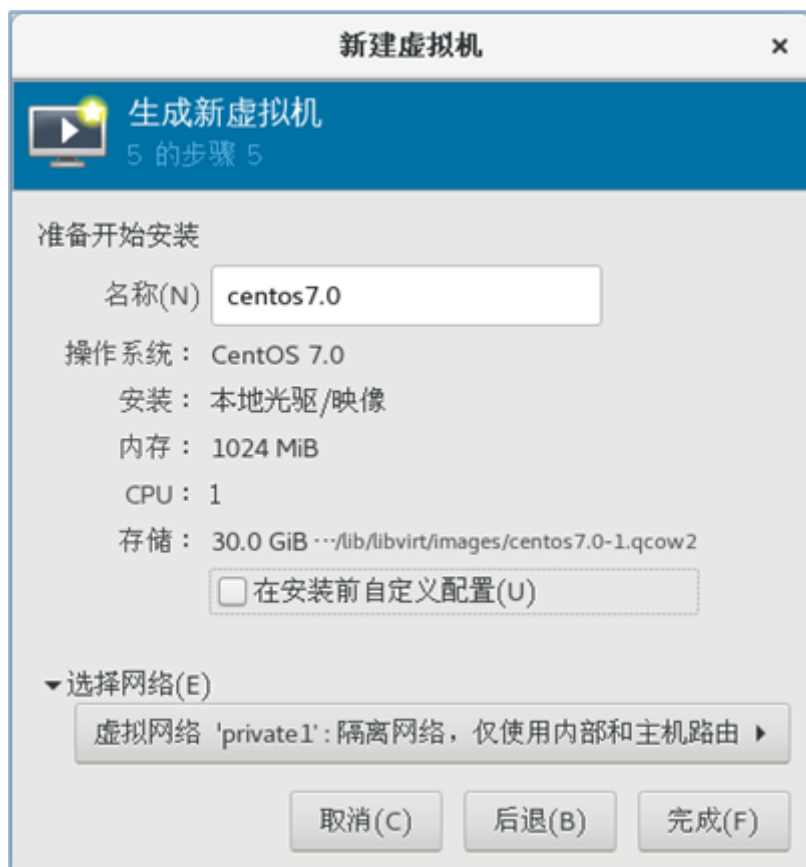 新建虚拟机 ×
生成新虚拟机
5 的步骤 5
准备开始安装
名称(N) centos7.0
操作系统： CentOS 7.0
安装： 本地光驱/映像
内存： 1024 MiB
CPU： 1
存储： 30.0 GiB ···/lib/libvirt/images/centos7.0-1.qcow2
在安装前自定义配置(U)
选择网络(E)
虚拟网络 'private1'：隔离网络，仅使用内部和主机路由
取消(C) 后退(B) 完成(F)